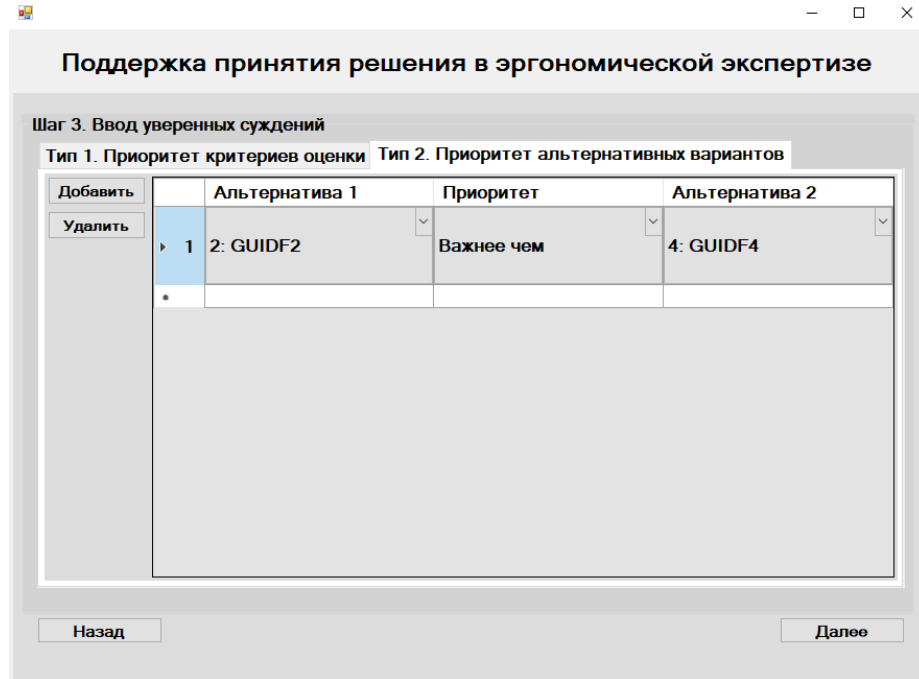 Поддержка принятия решения в эргономической экспертизе
Шаг 3. Ввод уверенных суждений
Тип 1. Приоритет критериев оценки Тип 2. Приоритет альтернативных вариантов
Добавить Альтернатива 1 Приоритет Альтернатива 2
Удалить
1 2: GUIDF2 Важнее чем 4: GUIDF4
Назад Далее